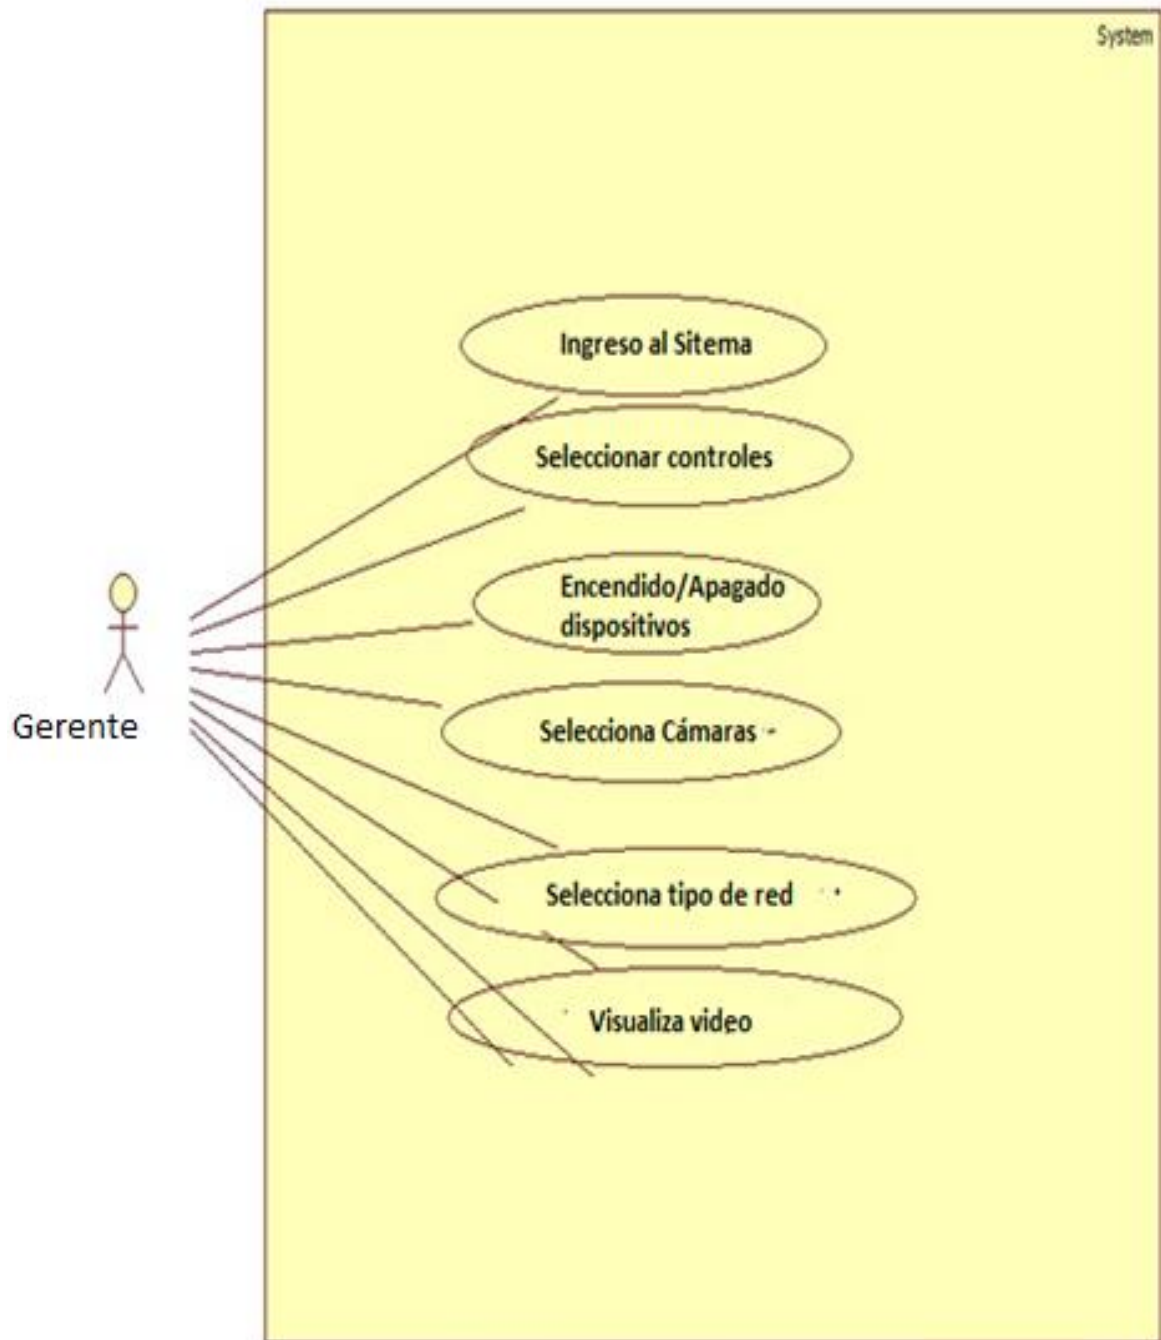 System
Ingreso al Sitema
Seleccionar controles
Encendido/Apagado
dispositivos
Selecciona Cámaras
Gerente
Selecciona tipo de red
Visualiza video